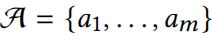 𝒜 = {a₁, . . . , aₘ}